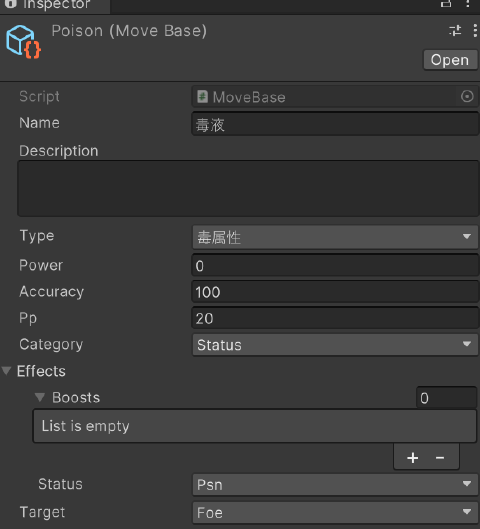 Inspector
Poison (Move Base)
Open
Script MoveBase
Name 毒液
Description
Type 毒属性
Power 0
Accuracy 100
Pp 20
Category Status
Effects
Boosts 0
List is empty
+ -
Status Psn
Target Foe